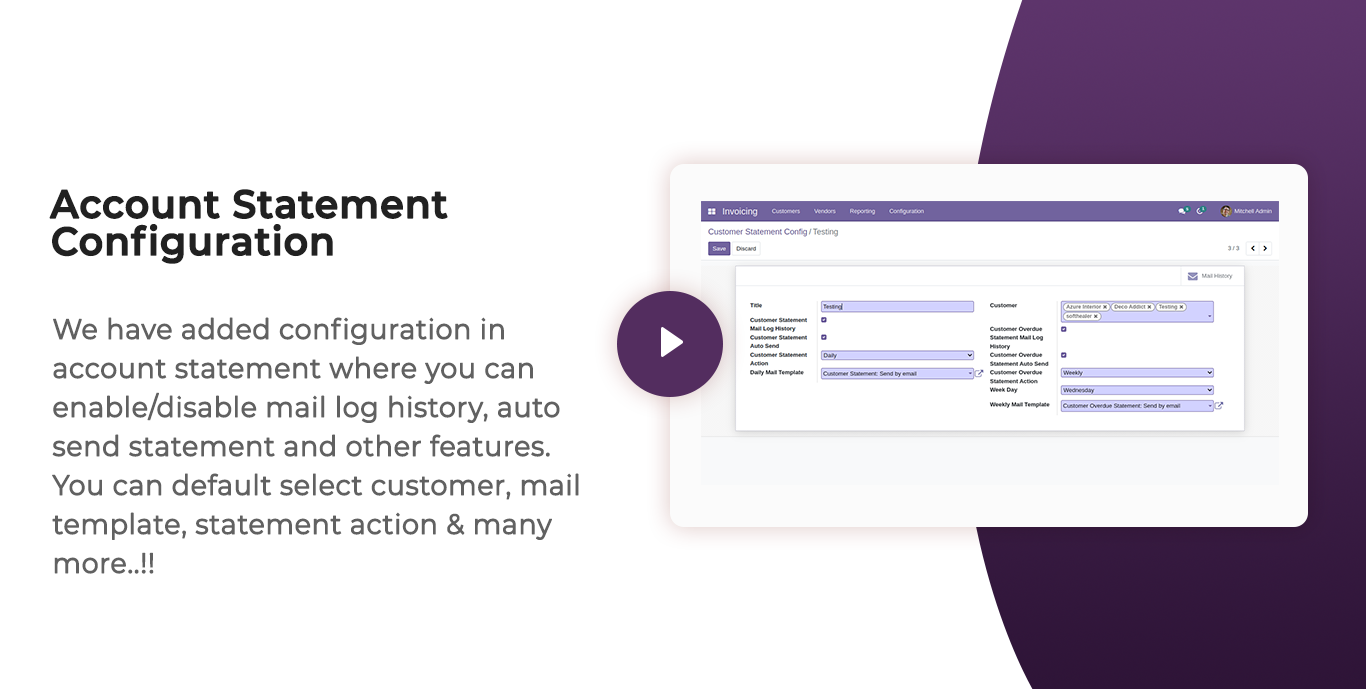 Account Statement
Configuration
We have added configuration in
account statement where you can
enable/disable mail log history, auto
send statement and other features.
You can default select customer, mail
template, statement action & many
more..!!
Invoicing Customers Vendors Reporting Configuration Mitchell Admin
Customer Statement Config / Testing
Save Discard 3 / 3
Mail History
Title Testing
Customer Statement
Mail Log History
Customer Statement
Auto Send
Customer Statement
Action
Daily
Daily Mail Template Customer Statement: Send by email
Customer Azure Interior Deco Addict Testing
softhealer
Customer Overdue
Statement Mail Log
History
Customer Overdue
Statement Auto Send
Customer Overdue
Statement Action
Weekly
Week Day Wednesday
Weekly Mail Template Customer Overdue Statement: Send by email